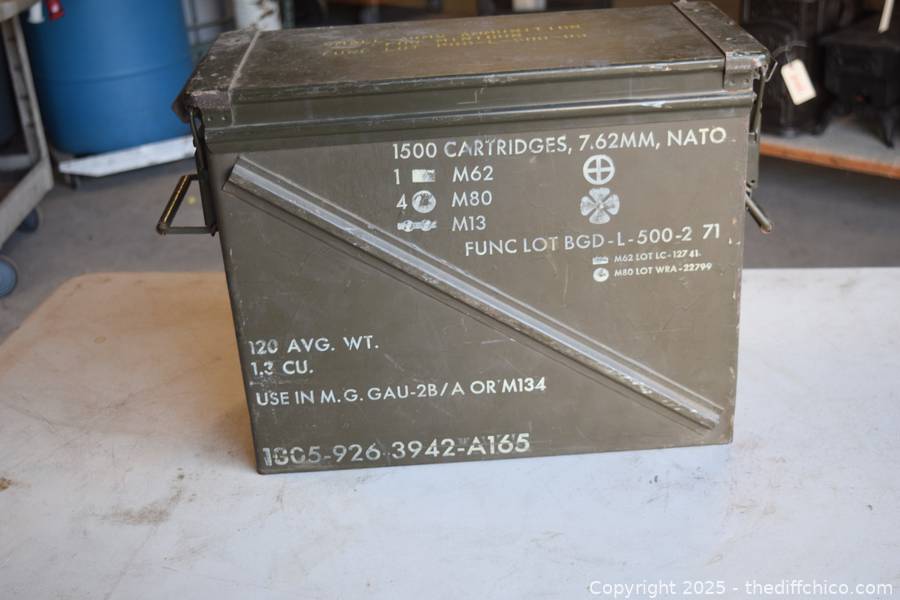 1500 CARTRIDGES, 7.62MM, NATO
1 M62
4 M80
M13
FUNC LOT BGD-L-500-2 71
M62 LOT LC-12741
M80 LOT WRA-22799
120 AVG. WT.
1.3 CU.
USE IN M.G. GAU-2B/A OR M134
1305-926 3942-A165
Copyright © 2025 - thediffchico.com